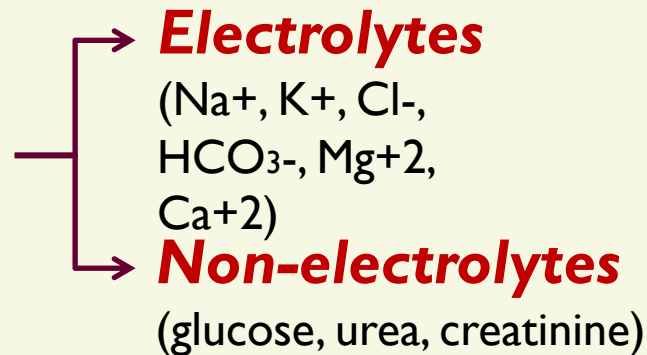 Electrolytes
(Na+, K+, Cl-,
HCO3-, Mg+2,
Ca+2)
Non-electrolytes
(glucose, urea, creatinine)